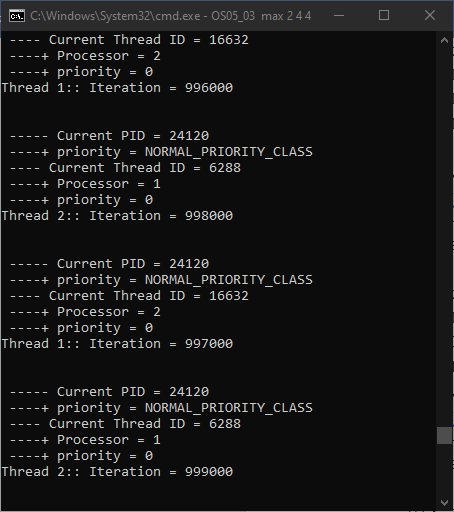 C:\Windows\System32\cmd.exe - OS05_03 max 2 4 4
---- Current Thread ID = 16632
----+ Processor = 2
----+ priority = 0
Thread 1:: Iteration = 996000
----- Current PID = 24120
----+ priority = NORMAL_PRIORITY_CLASS
---- Current Thread ID = 6288
----+ Processor = 1
----+ priority = 0
Thread 2:: Iteration = 998000
----- Current PID = 24120
----+ priority = NORMAL_PRIORITY_CLASS
---- Current Thread ID = 16632
----+ Processor = 2
----+ priority = 0
Thread 1:: Iteration = 997000
----- Current PID = 24120
----+ priority = NORMAL_PRIORITY_CLASS
---- Current Thread ID = 6288
----+ Processor = 1
----+ priority = 0
Thread 2:: Iteration = 999000